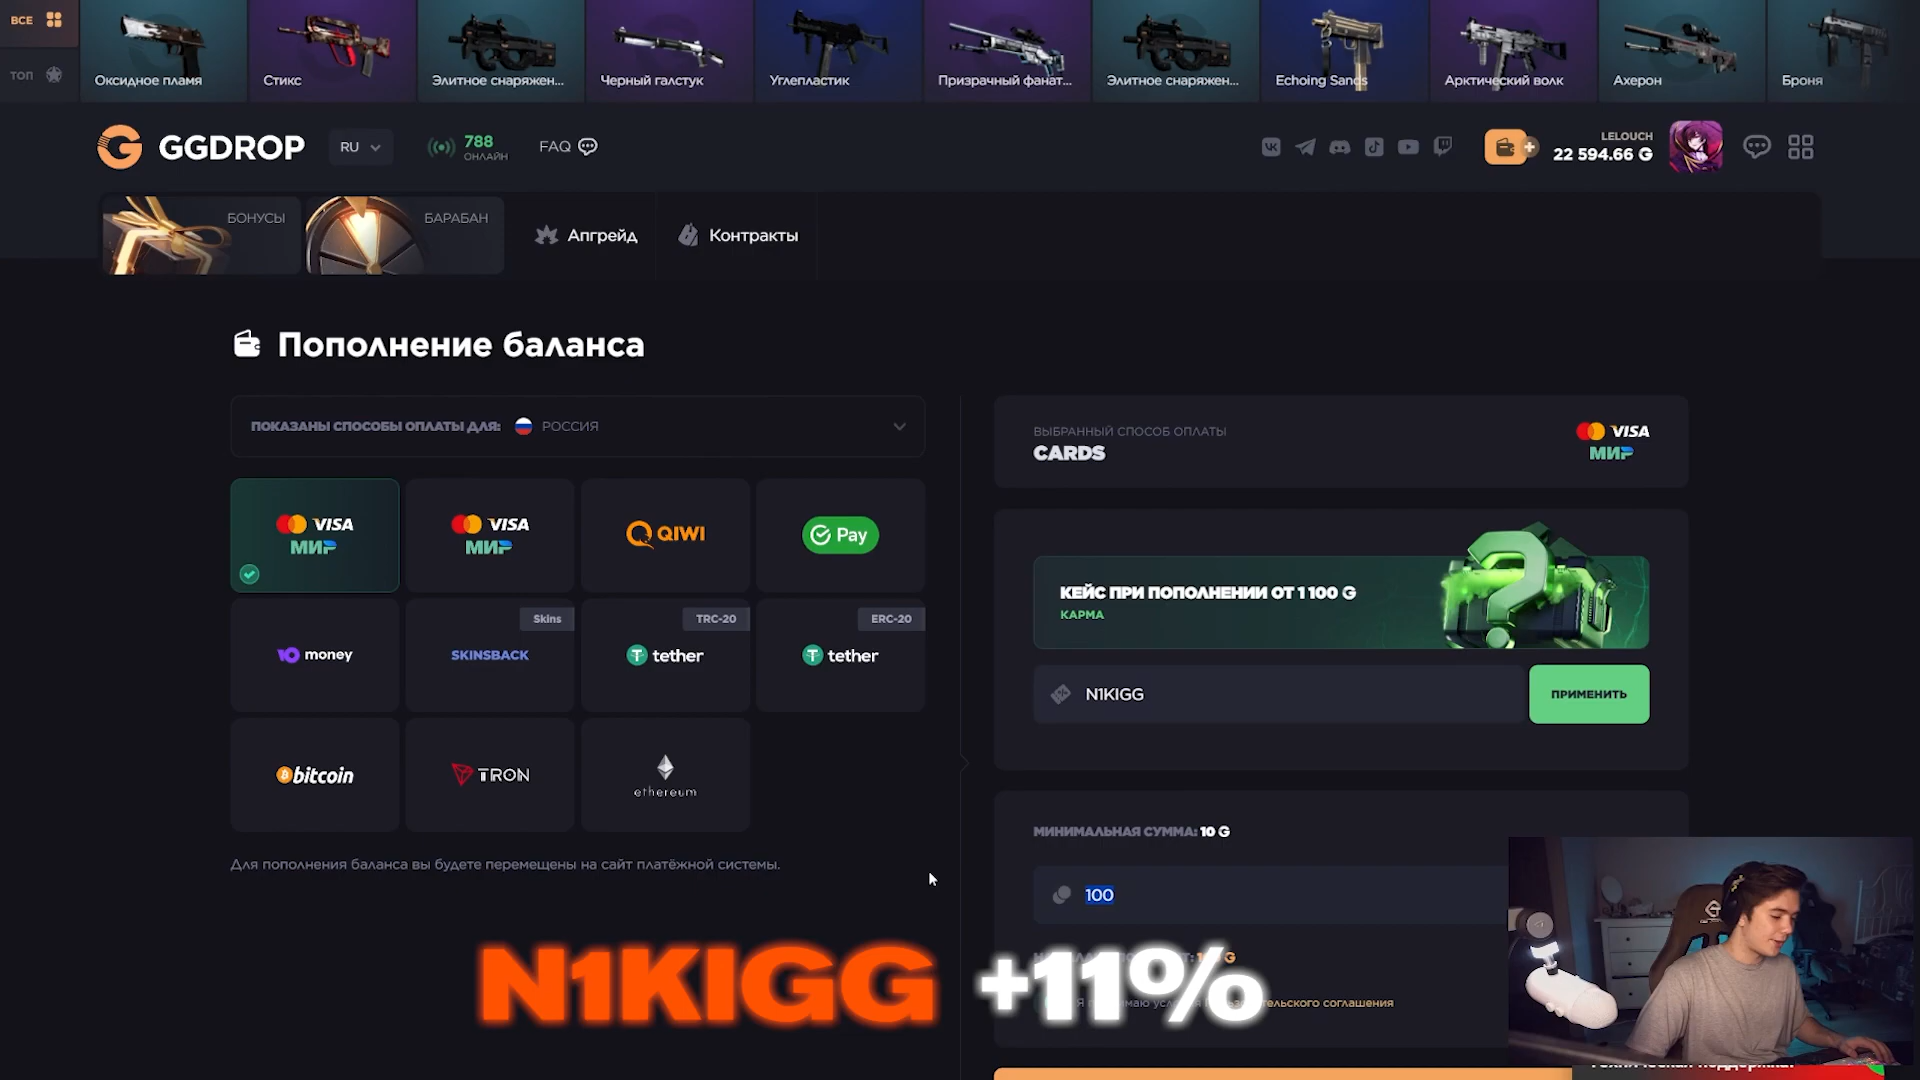 ВСЕ
ТОП
Оксидное пламя
Стикс
Элитное снаряжен...
Черный галстук
Углепластик
Призрачный фанат...
Элитное снаряжен...
Echoing Sands
Арктический волк
Ахерон
Броня
GGDROP
RU
788
ОНЛАЙН
FAQ
LELOUCH
22 594.66 G
БОНУСЫ
БАРАБАН
Апгрейд
Контракты
Пополнение баланса
ПОКАЗАНЫ СПОСОБЫ ОПЛАТЫ ДЛЯ:
РОССИЯ
VISA
МИР
VISA
МИР
QIWI
Pay
money
Skins
SKINSBACK
TRC-20
tether
ERC-20
tether
bitcoin
TRON
ethereum
Для пополнения баланса вы будете перемещены на сайт платёжной системы.
ВЫБРАННЫЙ СПОСОБ ОПЛАТЫ
CARDS
VISA
МИР
КЕЙС ПРИ ПОПОЛНЕНИИ ОТ 1 100 G
КАРМА
N1KIGG
ПРИМЕНИТЬ
МИНИМАЛЬНАЯ СУММА: 10 G
100
N1KIGG +11%
соглашения